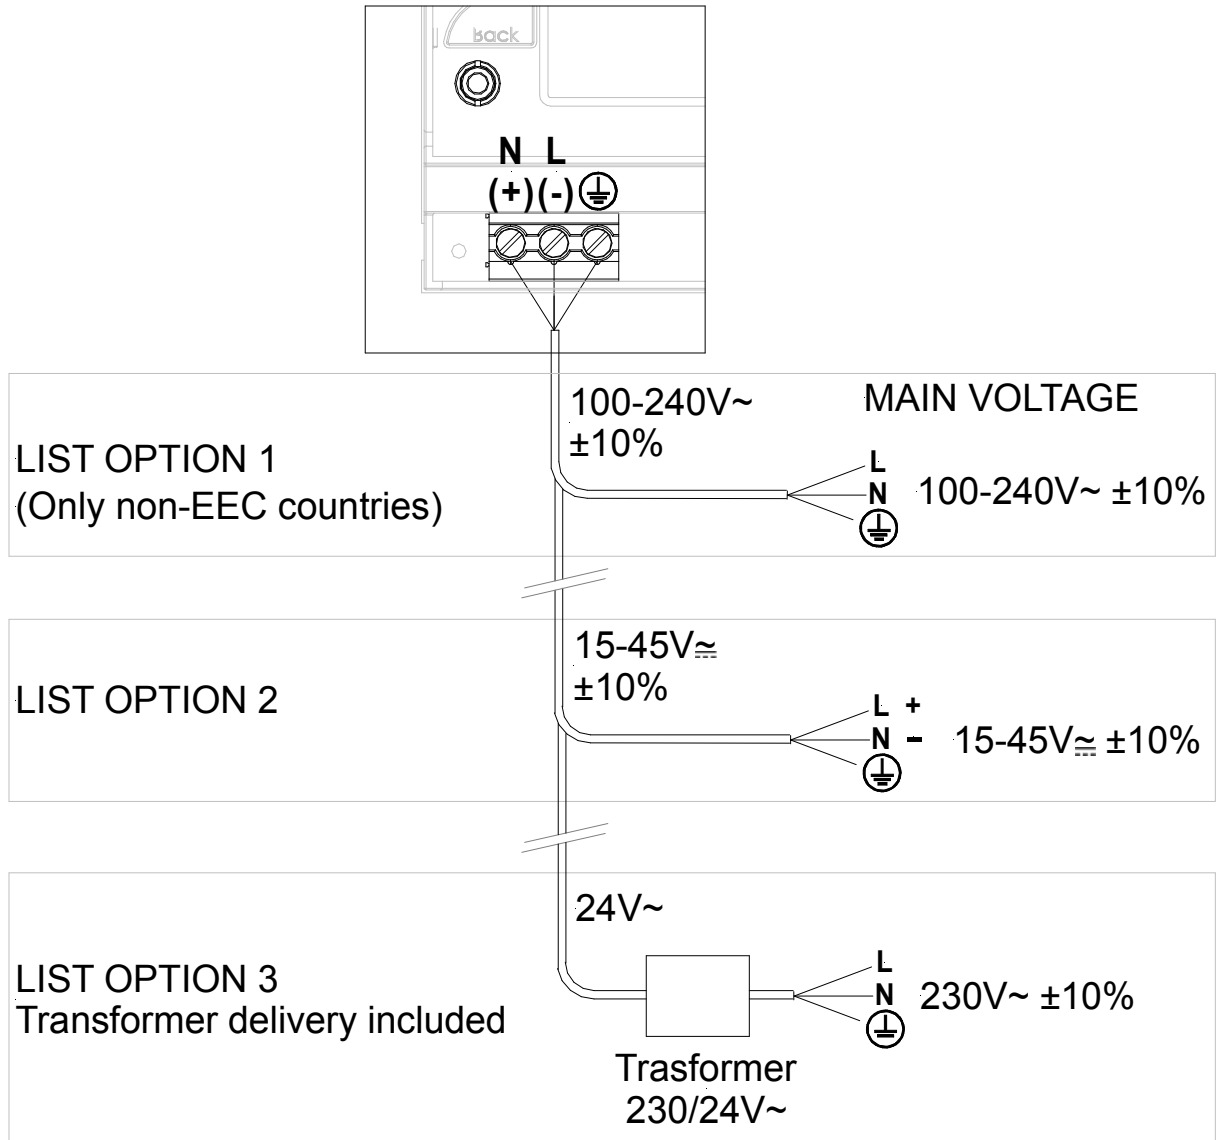 Back
N L
(+)(-)
100-240V~
±10%
MAIN VOLTAGE
LIST OPTION 1
(Only non-EEC countries)
L
N
100-240V~ ±10%
15-45V≂
±10%
LIST OPTION 2
L +
N -
15-45V≂ ±10%
24V~
LIST OPTION 3
Transformer delivery included
L
N
230V~ ±10%
Trasformer
230/24V~